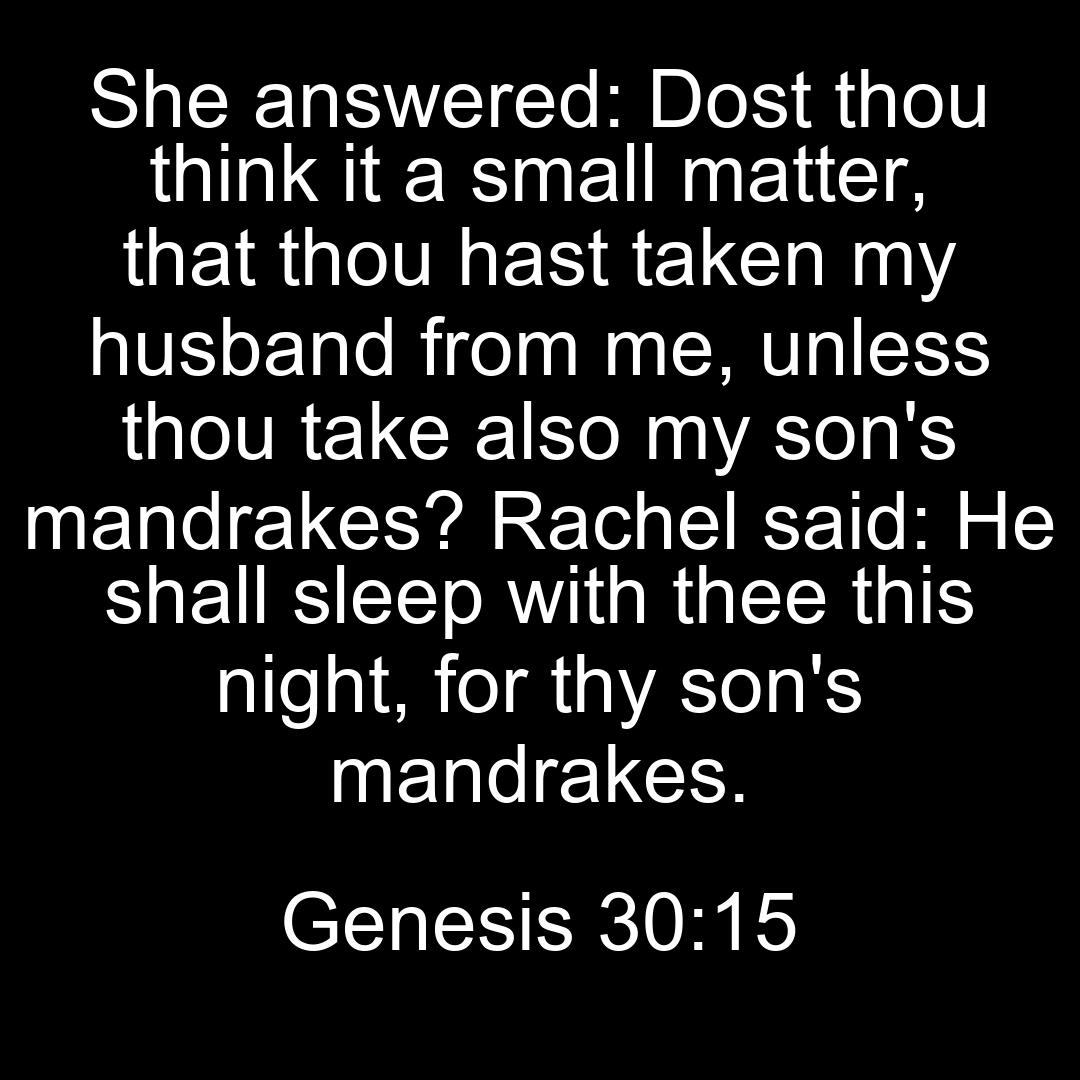 She answered: Dost thou
think it a small matter,
that thou hast taken my
husband from me, unless
thou take also my son's
mandrakes? Rachel said: He
shall sleep with thee this
night, for thy son's
mandrakes.
Genesis 30:15